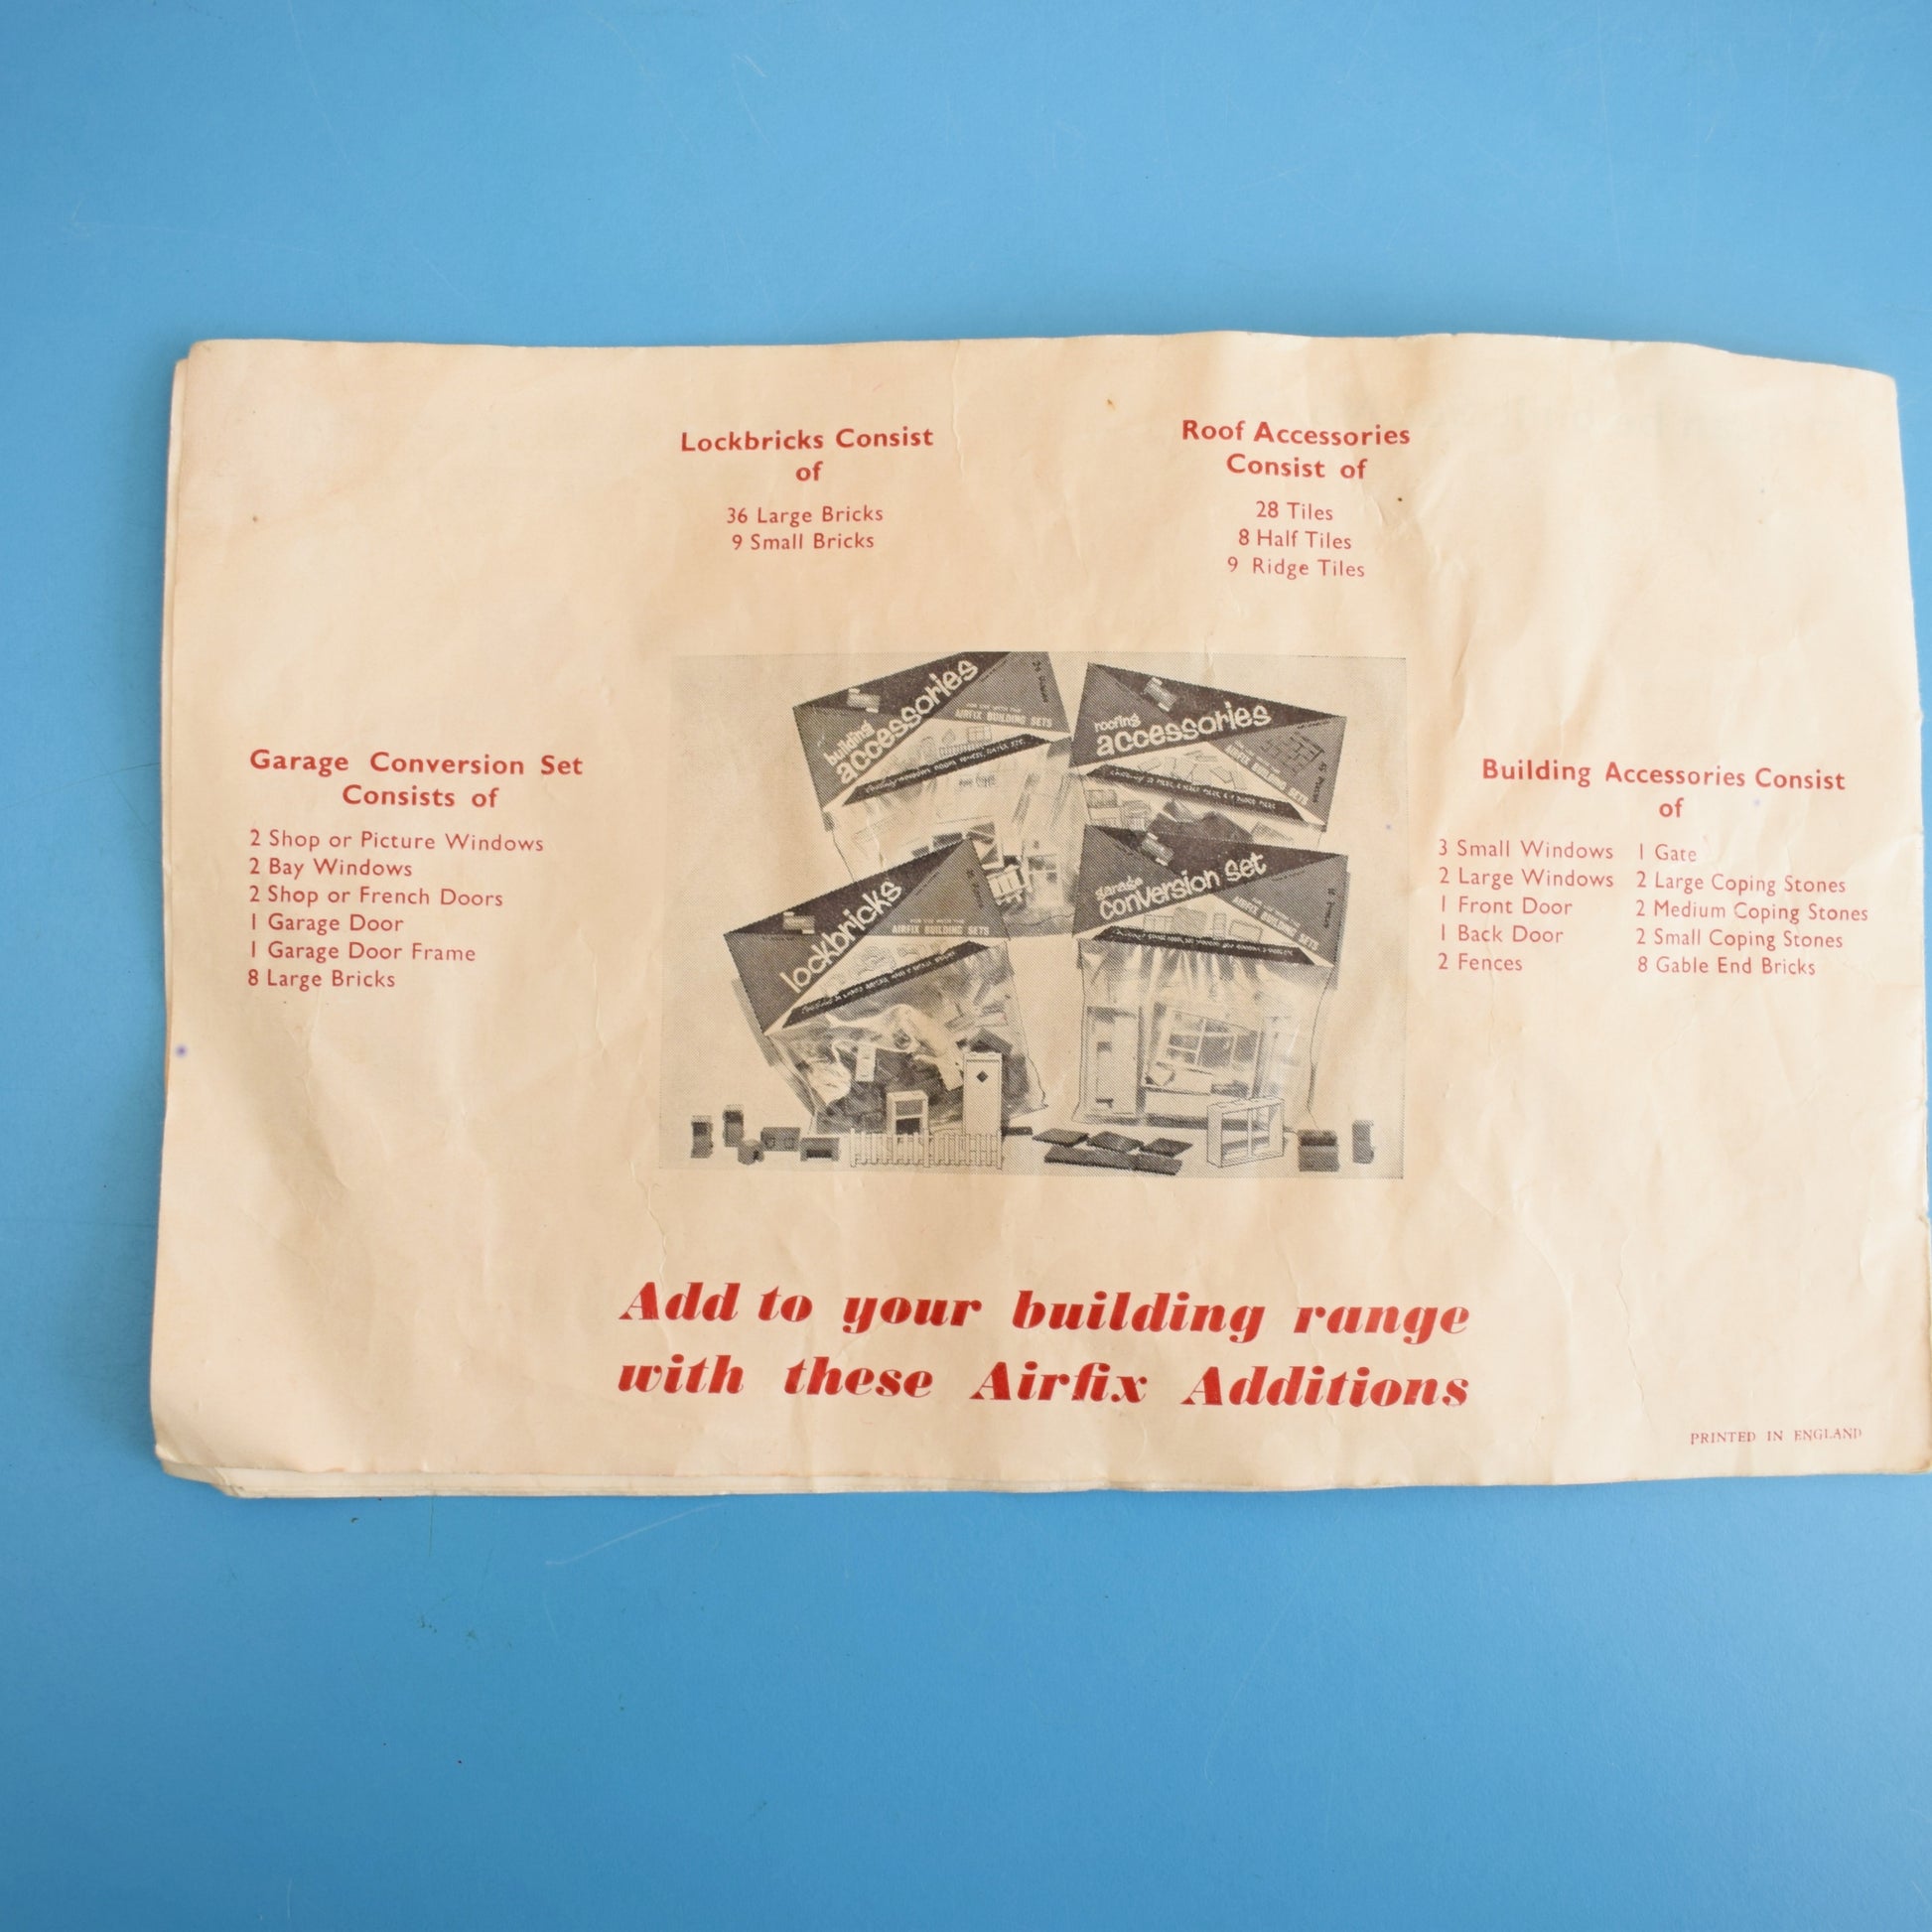 Lockbricks Consist
of
36 Large Bricks
9 Small Bricks
Roof Accessories
Consist of
28 Tiles
8 Half Tiles
9 Ridge Tiles
Garage Conversion Set
Consists of
2 Shop or Picture Windows
2 Bay Windows
2 Shop or French Doors
1 Garage Door
1 Garage Door Frame
8 Large Bricks
building
accessories
AIRFIX BUILDING SETS
roofing
accessories
AIRFIX BUILDING SETS
lockbricks
AIRFIX BUILDING SETS
garage
conversion set
AIRFIX BUILDING SETS
Building Accessories Consist
of
3 Small Windows
2 Large Windows
1 Front Door
1 Back Door
2 Fences
1 Gate
2 Large Coping Stones
2 Medium Coping Stones
2 Small Coping Stones
8 Gable End Bricks
Add to your building range
with these Airfix Additions
PRINTED IN ENGLAND